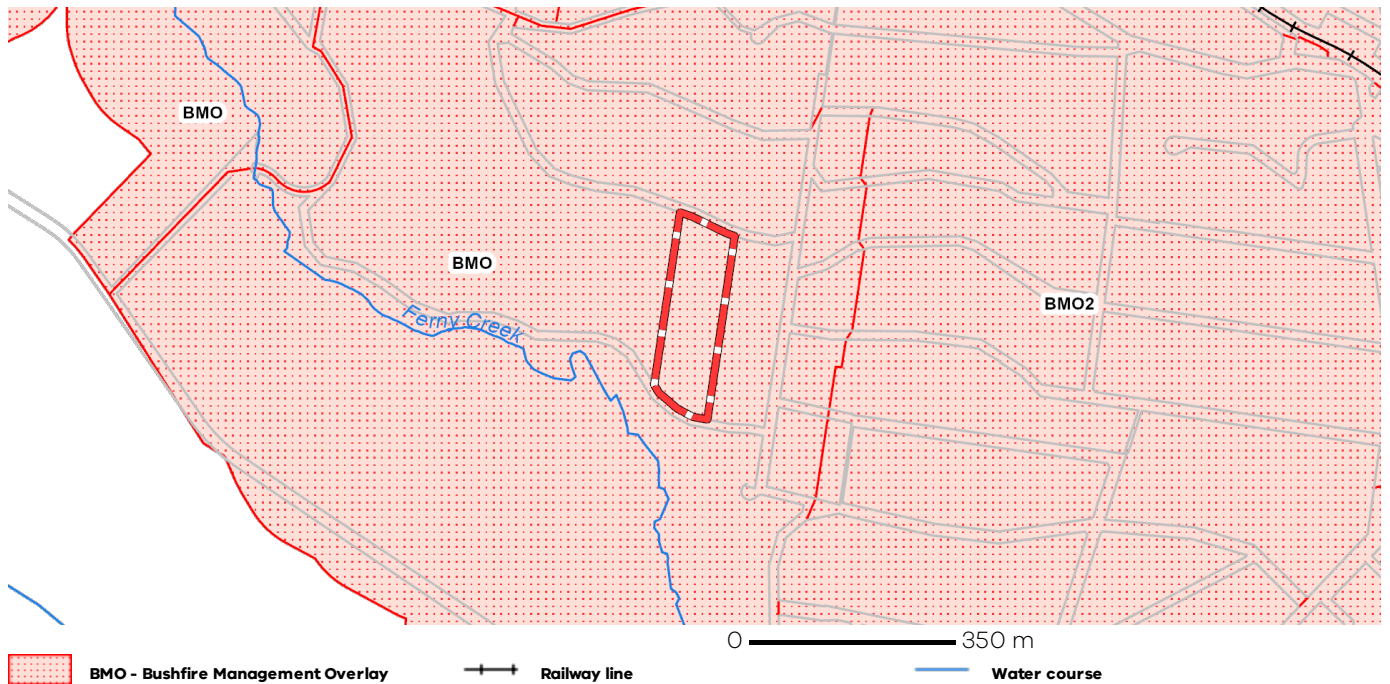 BMO
BMO
BMO2
Ferny Creek
0 350 m
BMO - Bushfire Management Overlay
Railway line
Water course